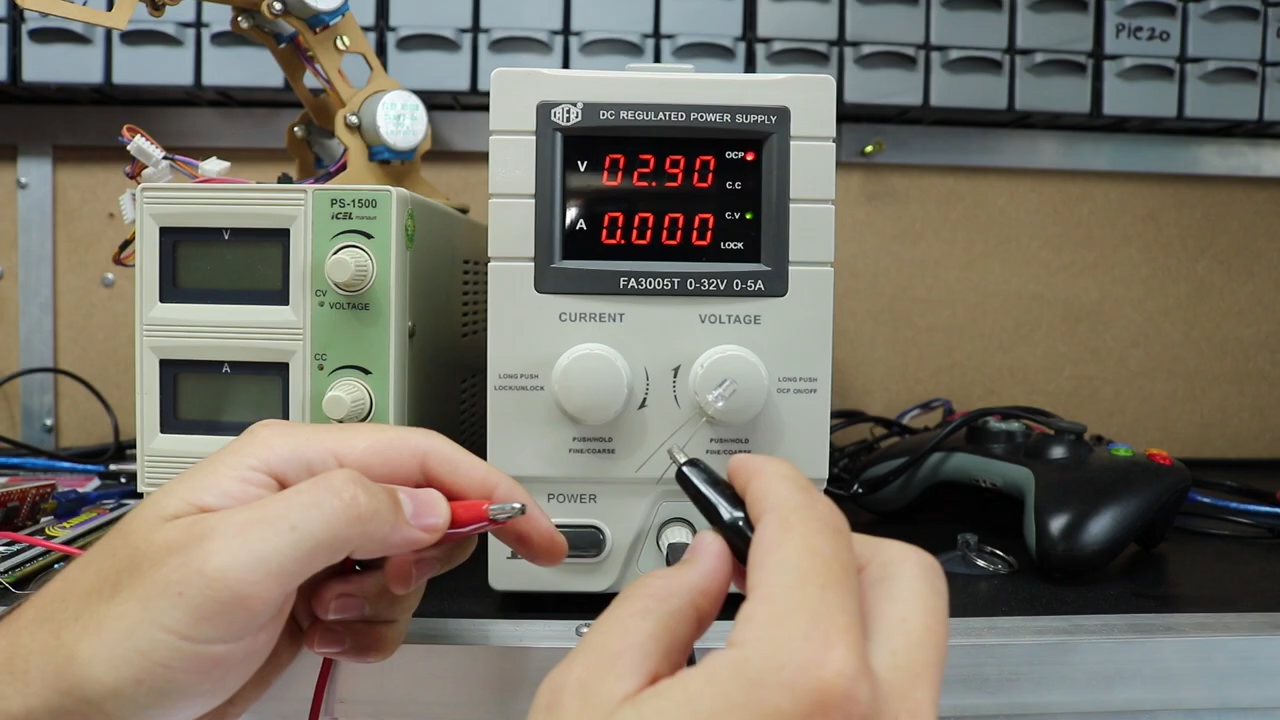 Piezo
AFR®
DC REGULATED POWER SUPPLY
V 02.90 OCP
C.C
A 0.000 C.V
LOCK
FA3005T 0-32V 0-5A
CURRENT
VOLTAGE
LONG PUSH
LOCK/UNLOCK
LONG PUSH
OCP ON/OFF
PUSH/HOLD
FINE/COARSE
PUSH/HOLD
FINE/COARSE
POWER
PS-1500
iCEL manaus
V
CV
VOLTAGE
CC
A